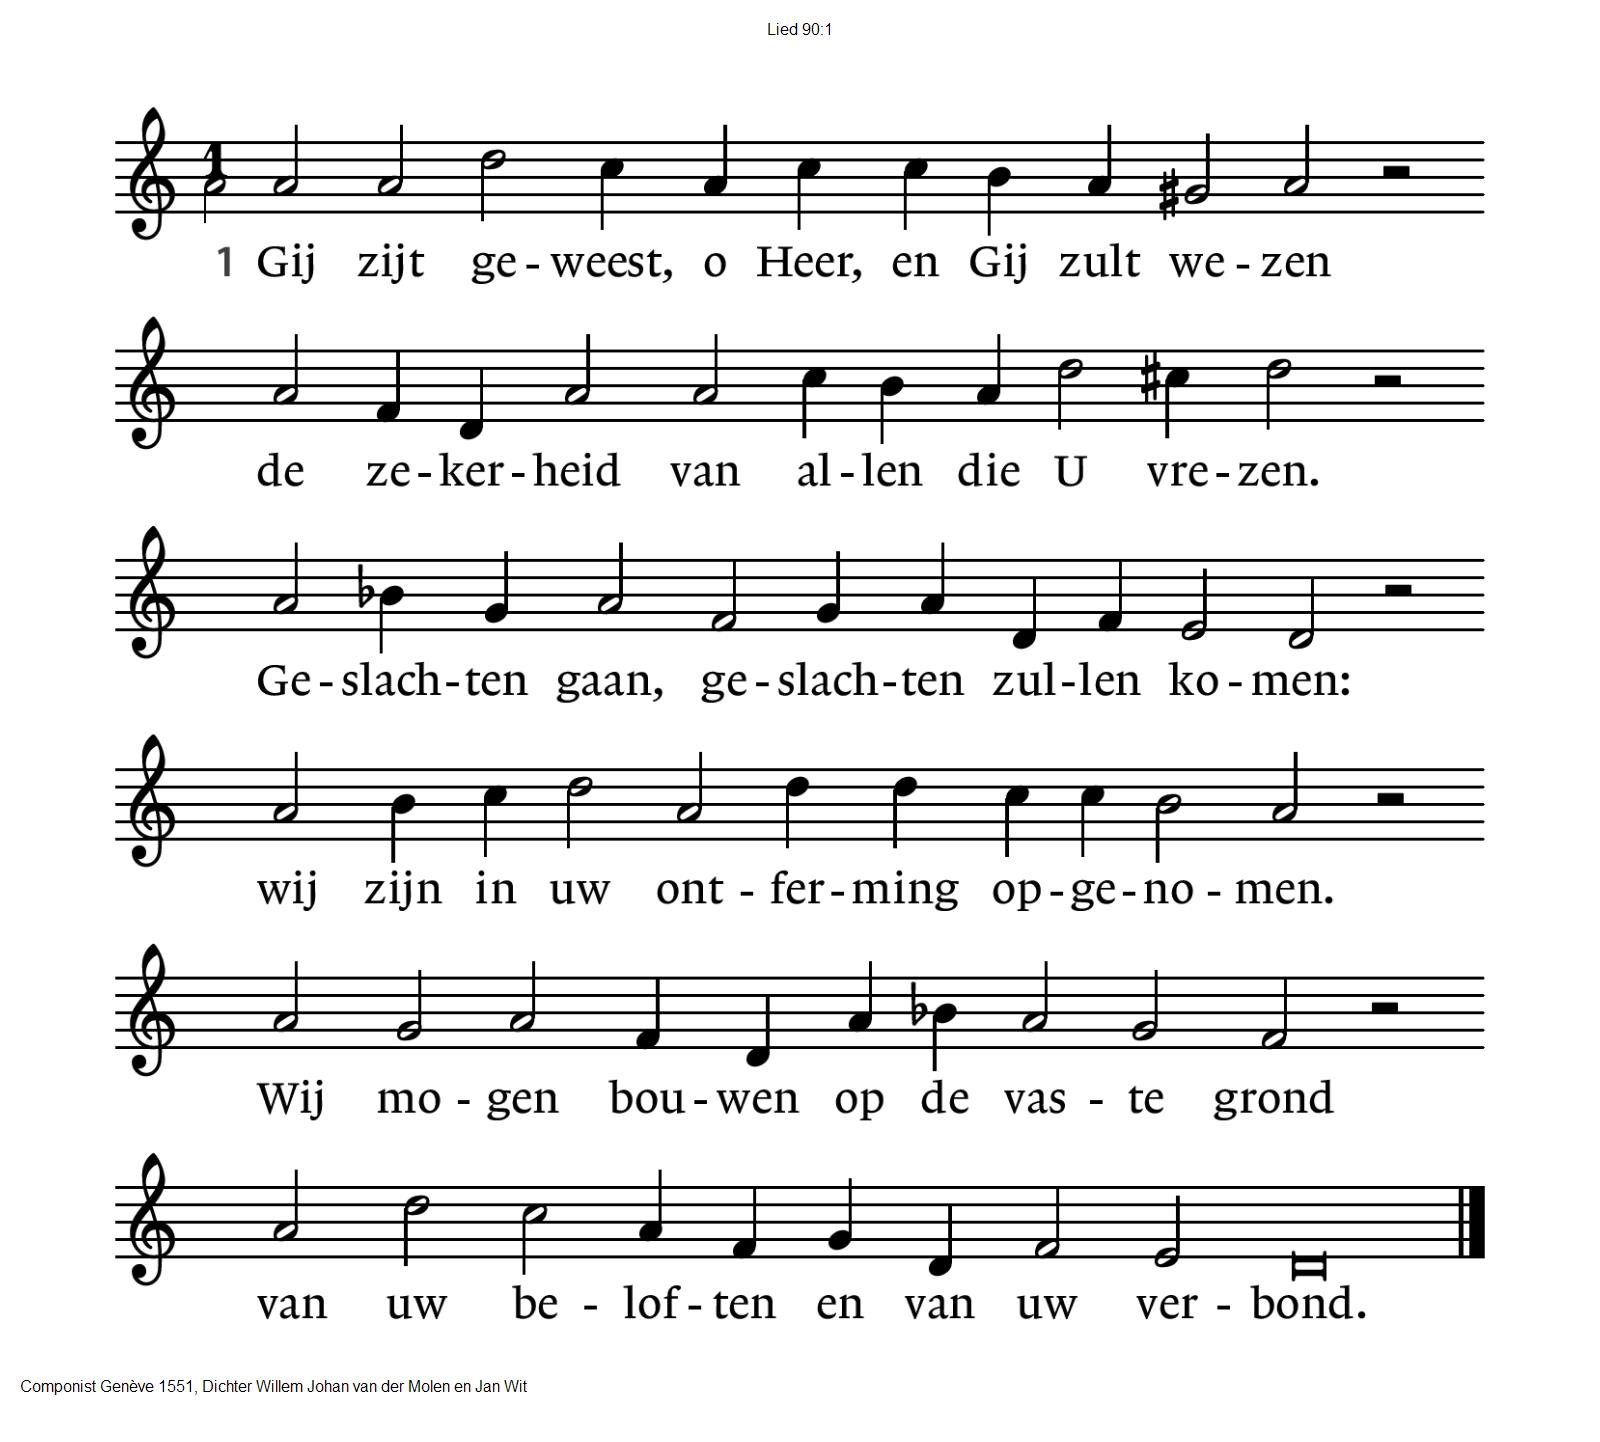 Lied 90:1
1
1 Gij zijt ge - weest, o Heer, en Gij zult we - zen
de ze - ker - heid van al - len die U vre - zen.
Ge - slach - ten gaan, ge - slach - ten zul - len ko - men:
wij zijn in uw ont - fer - ming op - ge - no - men.
Wij mo - gen bou - wen op de vas - te grond
van uw be - lof - ten en van uw ver - bond.
Componist Genève 1551, Dichter Willem Johan van der Molen en Jan Wit